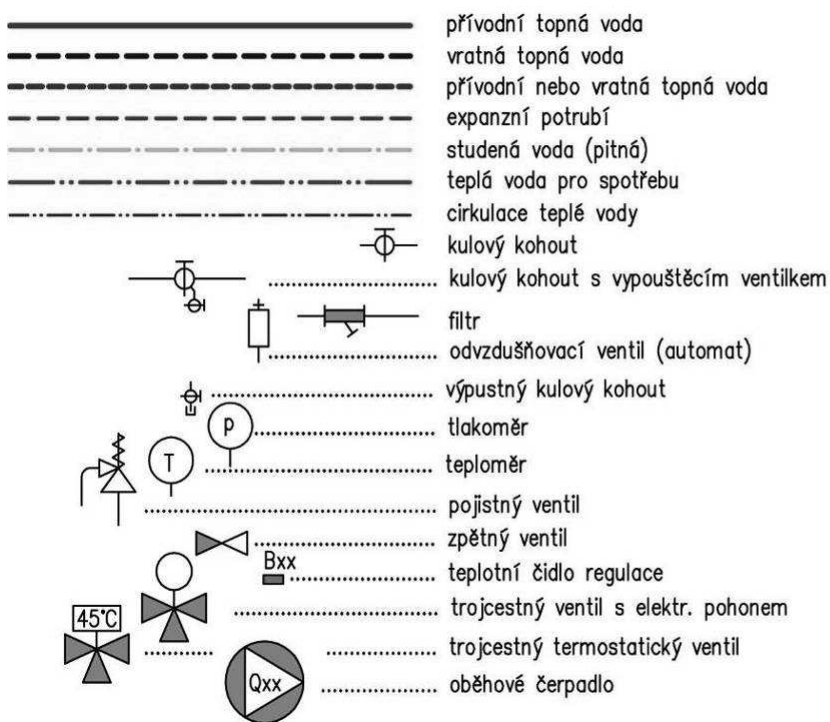 přívodní topná voda
vratná topná voda
přívodní nebo vratná topná voda
expanzní potrubí
studená voda (pitná)
teplá voda pro spotřebu
cirkulace teplé vody
kulový kohout
kulový kohout s vypouštěcím ventilkem
filtr
odvzdušňovací ventil (automat)
výpustný kulový kohout
p
tlakoměr
T
teploměr
pojistný ventil
zpětný ventil
Bxx
teplotní čidlo regulace
trojcestný ventil s elektr. pohonem
45°C
trojcestný termostatický ventil
Qxx
oběhové čerpadlo